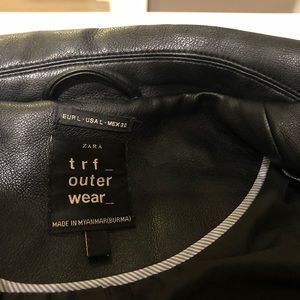 EUR L - USA L - MEX 30
ZARA
trf_
outer
wear_
MADE IN MYANMAR(BURMA)